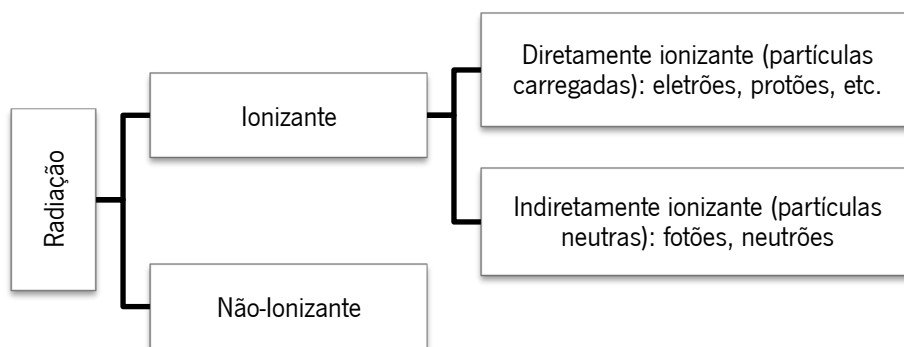 Radiação
Ionizante
Não-Ionizante
Diretamente ionizante (partículas
carregadas): eletrões, protões, etc.
Indiretamente ionizante (partículas
neutras): fotões, neutrões